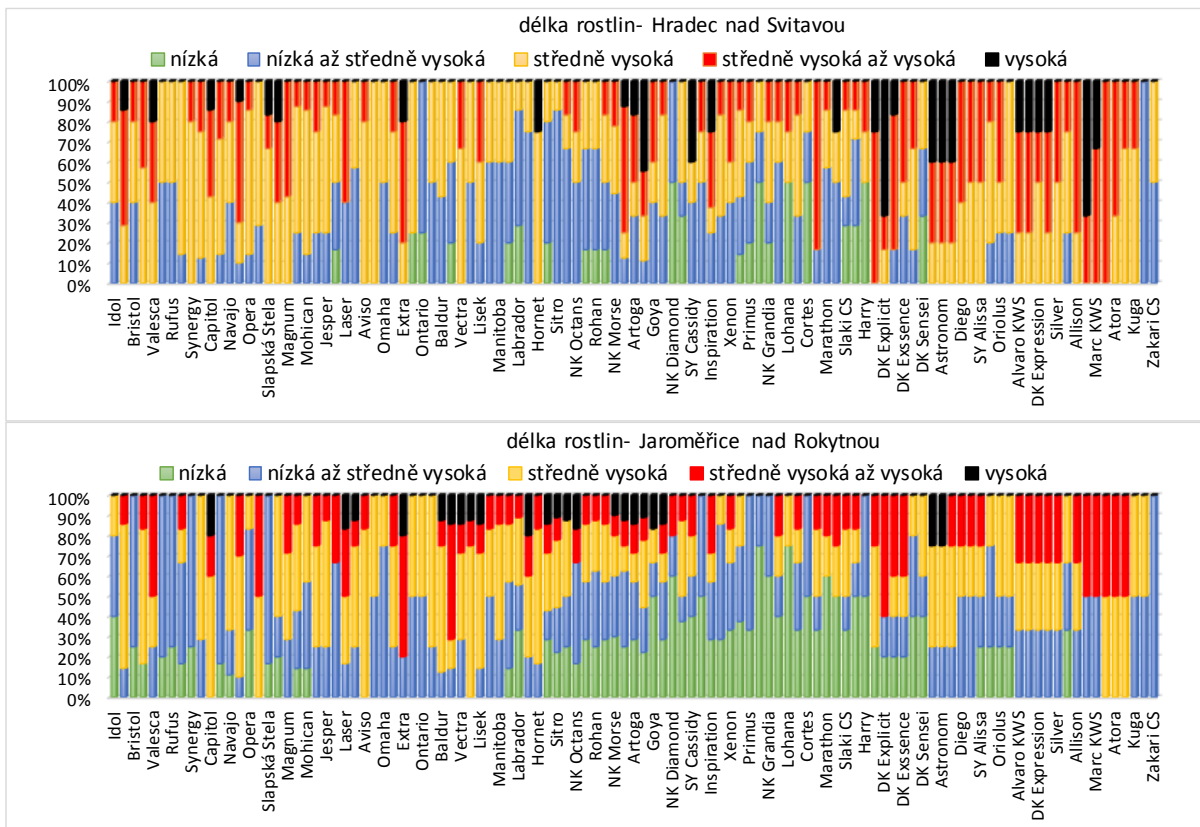 délka rostlin- Hradec nad Svitavou
nízká nízká až středně vysoká středně vysoká středně vysoká až vysoká vysoká
100%
90%
80%
70%
60%
50%
40%
30%
20%
10%
0%
Idol
Bristol
Valesca
Rufus
Synergy
Capitol
Navajo
Opera
Slapská Stela
Magnum
Mohican
Jesper
Laser
Aviso
Omaha
Extra
Ontario
Baldur
Vectra
Lisek
Manitoba
Labrador
Hornet
Sitro
NK Octans
Rohan
NK Morse
Artoga
Goya
NK Diamond
SY Cassidy
Inspiration
Xenon
Primus
NK Grandia
Lohana
Cortes
Marathon
Slaki CS
Harry
DK Explicit
DK Exssence
DK Sensei
Astronom
Diego
SY Alissa
Oriolus
Alvaro KWS
DK Expression
Silver
Allison
Marc KWS
Atora
Kuga
Zakari CS
délka rostlin- Jaroměřice nad Rokytnou
nízká nízká až středně vysoká středně vysoká středně vysoká až vysoká vysoká
100%
90%
80%
70%
60%
50%
40%
30%
20%
10%
0%
Idol
Bristol
Valesca
Rufus
Synergy
Capitol
Navajo
Opera
Slapská Stela
Magnum
Mohican
Jesper
Laser
Aviso
Omaha
Extra
Ontario
Baldur
Vectra
Lisek
Manitoba
Labrador
Hornet
Sitro
NK Octans
Rohan
NK Morse
Artoga
Goya
NK Diamond
SY Cassidy
Inspiration
Xenon
Primus
NK Grandia
Lohana
Cortes
Marathon
Slaki CS
Harry
DK Explicit
DK Exssence
DK Sensei
Astronom
Diego
SY Alissa
Oriolus
Alvaro KWS
DK Expression
Silver
Allison
Marc KWS
Atora
Kuga
Zakari CS